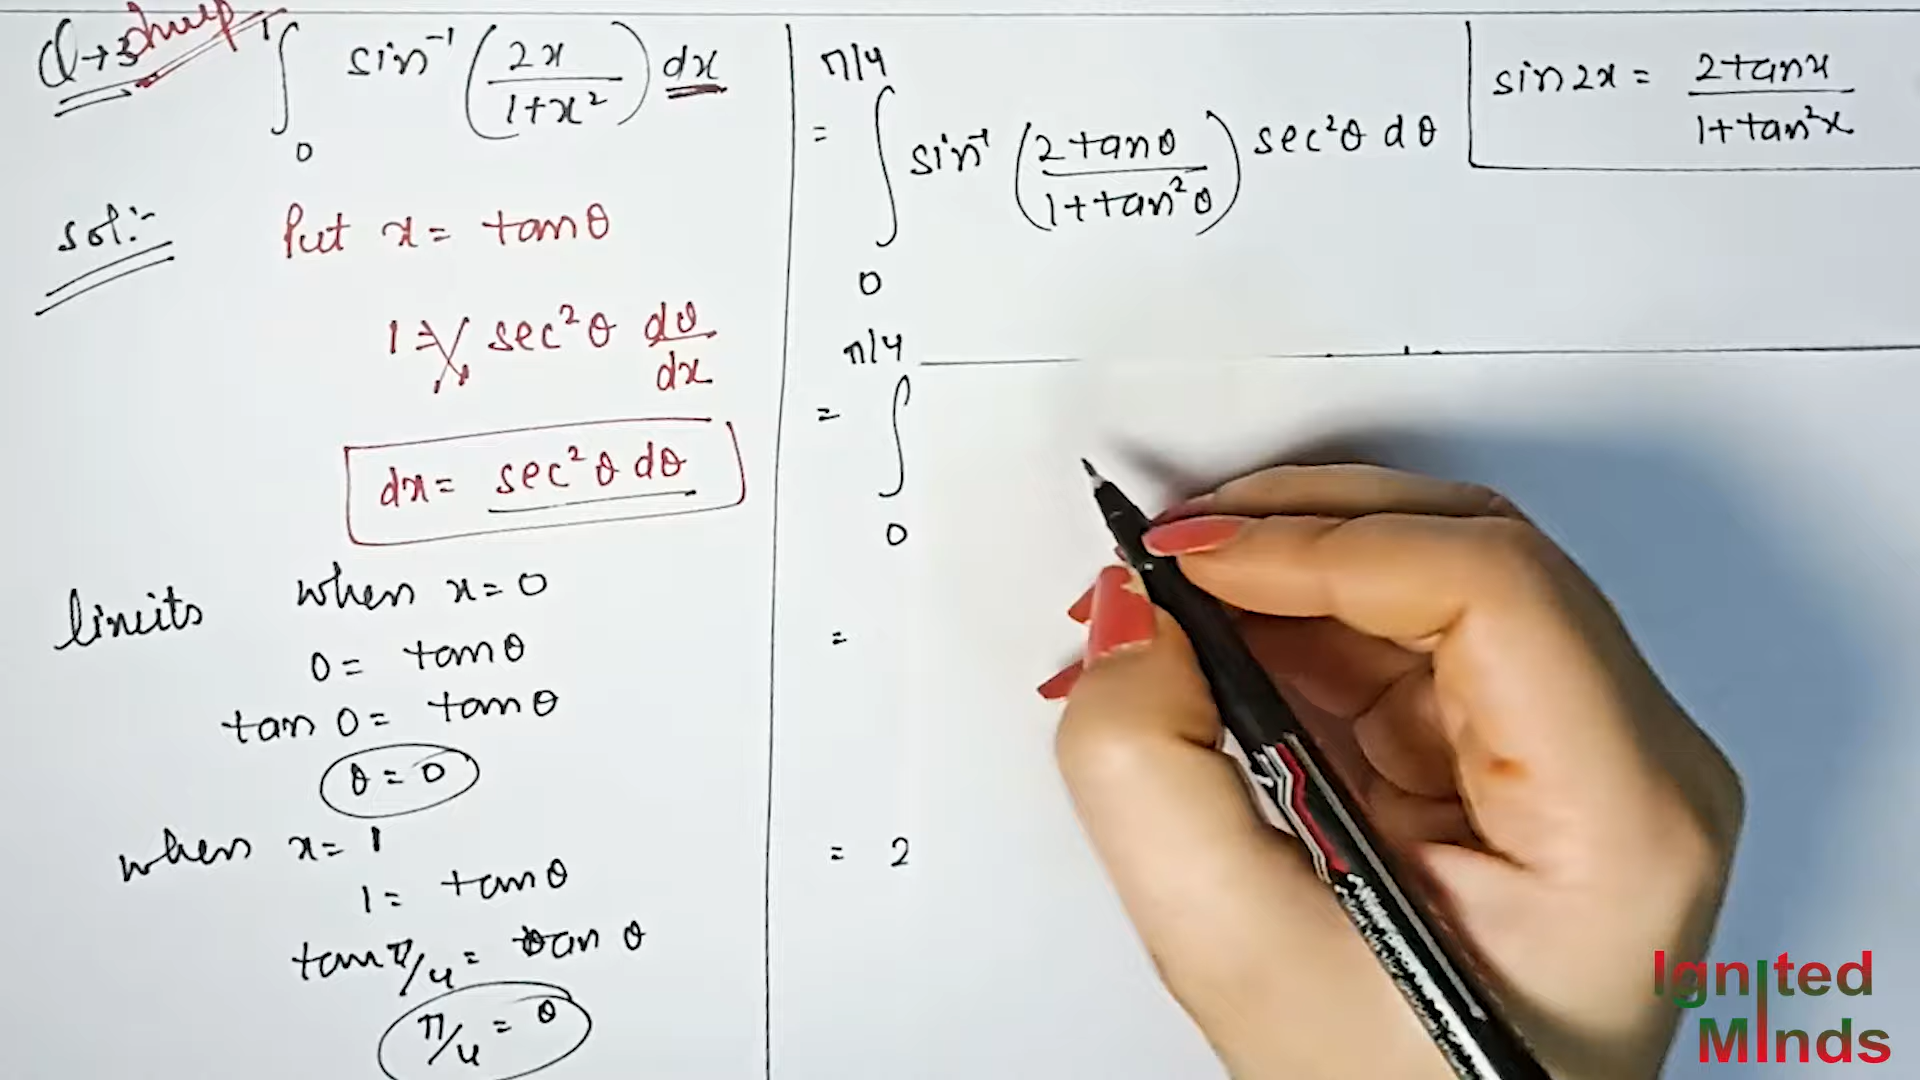 Q→3
1
∫ sin⁻¹ (2x / 1+x²) dx
0
Sol:-
Put x = tanθ
1 = sec²θ dθ/dx
dx = sec²θ dθ
limits when x = 0
0 = tanθ
tan 0 = tanθ
θ = 0
when x = 1
1 = tanθ
tan π/4 = tan θ
π/4 = θ
π/4
= ∫ sin⁻¹ (2tanθ / 1+tan²θ) sec²θ dθ
0
π/4
= ∫
0
=
= 2
sin2x = 2tanx / 1+tan²x
Ignited
Minds